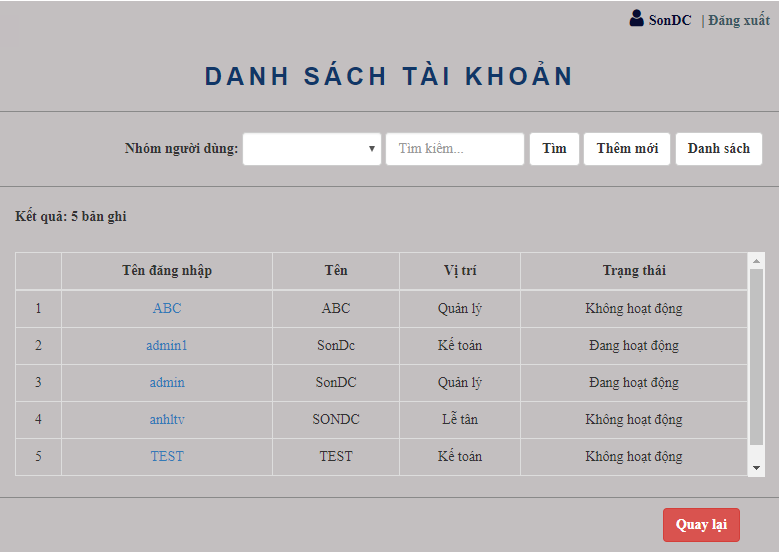 SonDC | Đăng xuất
DANH SÁCH TÀI KHOẢN
Nhóm người dùng: Tìm kiếm... Tìm Thêm mới Danh sách
Kết quả: 5 bản ghi
Tên đăng nhập Tên Vị trí Trạng thái
1 ABC ABC Quản lý Không hoạt động
2 admin1 SonDc Kế toán Đang hoạt động
3 admin SonDC Quản lý Đang hoạt động
4 anhltv SONDC Lễ tân Không hoạt động
5 TEST TEST Kế toán Không hoạt động
Quay lại